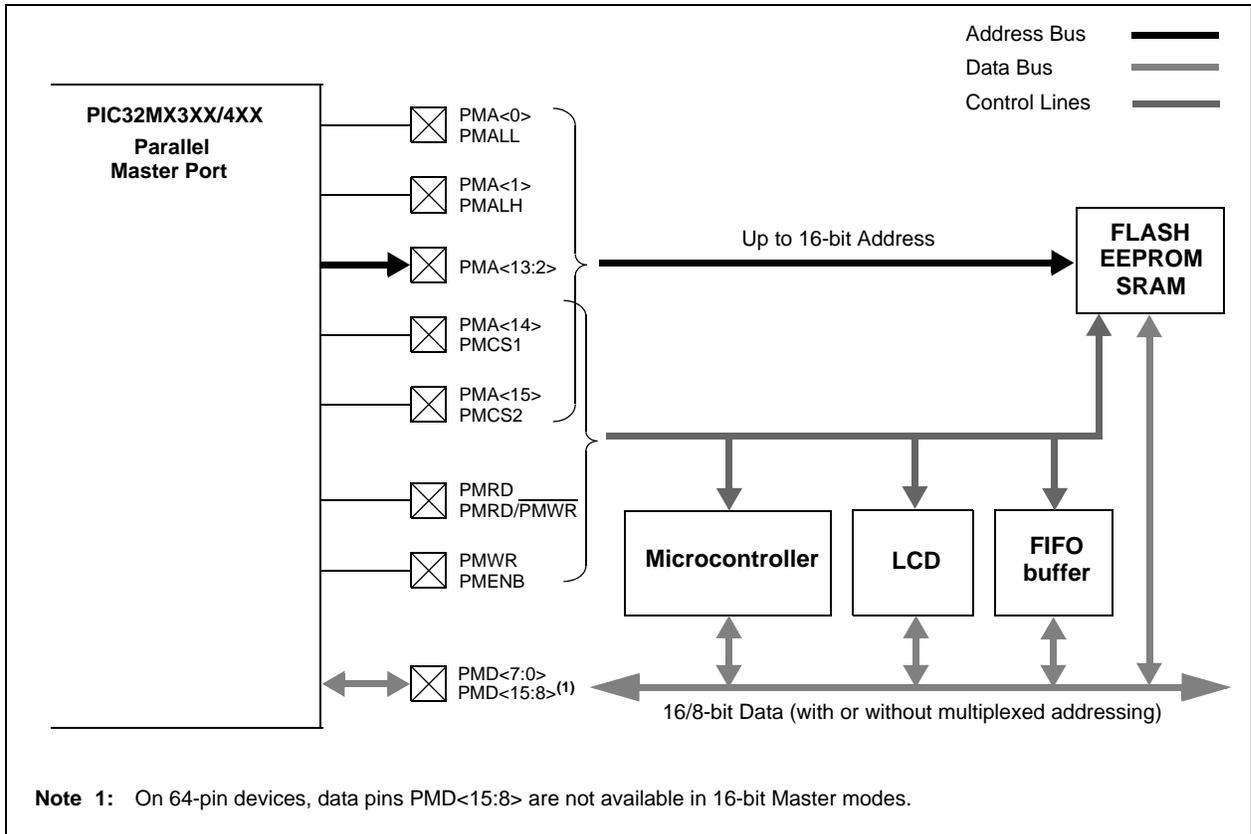 Address Bus
Data Bus
Control Lines
PIC32MX3XX/4XX
Parallel
Master Port
PMA<0>
PMALL
PMA<1>
PMALH
PMA<13:2>
PMA<14>
PMCS1
PMA<15>
PMCS2
PMRD
PMRD/PMWR
PMWR
PMENB
PMD<7:0>
PMD<15:8>(1)
Up to 16-bit Address
FLASH
EEPROM
SRAM
Microcontroller
LCD
FIFO
buffer
16/8-bit Data (with or without multiplexed addressing)
Note 1: On 64-pin devices, data pins PMD<15:8> are not available in 16-bit Master modes.